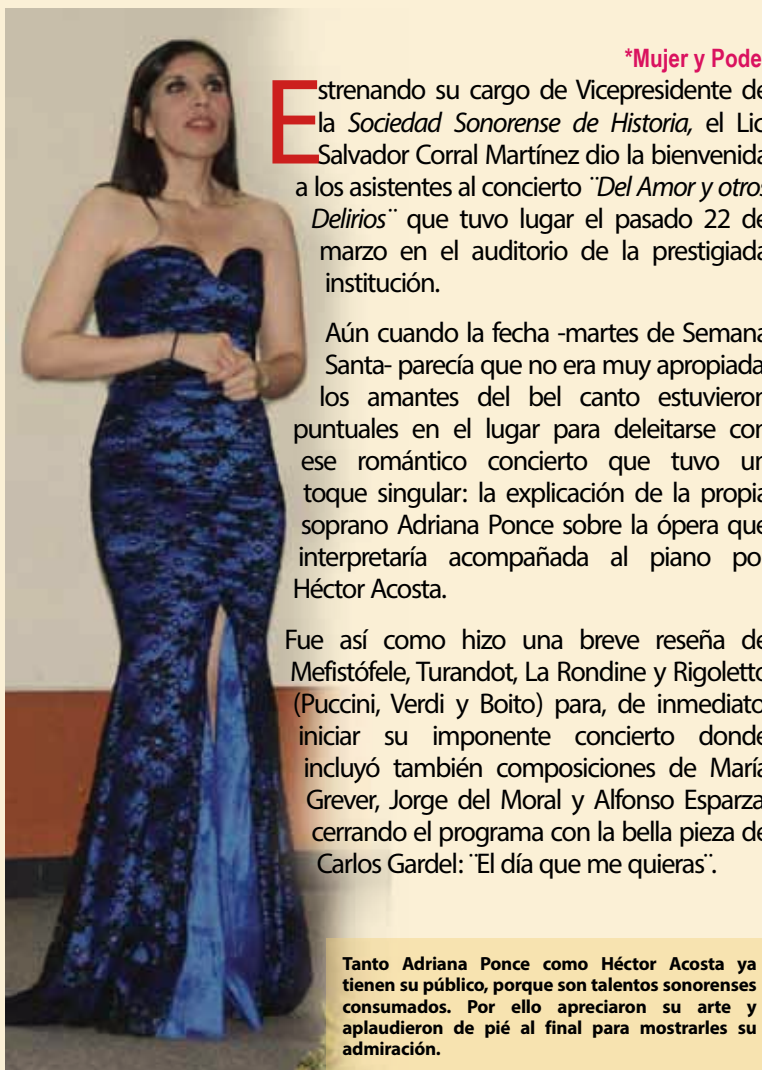 *Mujer y Pode
Estrenando su cargo de Vicepresidente de
la Sociedad Sonorense de Historia, el Lic
Salvador Corral Martínez dio la bienvenida
a los asistentes al concierto ¨Del Amor y otros
Delirios¨ que tuvo lugar el pasado 22 de
marzo en el auditorio de la prestigiada
institución.
Aún cuando la fecha -martes de Semana
Santa- parecía que no era muy apropiada
los amantes del bel canto estuvieron
puntuales en el lugar para deleitarse con
ese romántico concierto que tuvo un
toque singular: la explicación de la propia
soprano Adriana Ponce sobre la ópera que
interpretaría acompañada al piano po
Héctor Acosta.
Fue así como hizo una breve reseña de
Mefistófele, Turandot, La Rondine y Rigoletto
(Puccini, Verdi y Boito) para, de inmediato
iniciar su imponente concierto donde
incluyó también composiciones de María
Grever, Jorge del Moral y Alfonso Esparza
cerrando el programa con la bella pieza de
Carlos Gardel: ¨El día que me quieras¨.
Tanto Adriana Ponce como Héctor Acosta ya
tienen su público, porque son talentos sonorenses
consumados. Por ello apreciaron su arte y
aplaudieron de pié al final para mostrarles su
admiración.